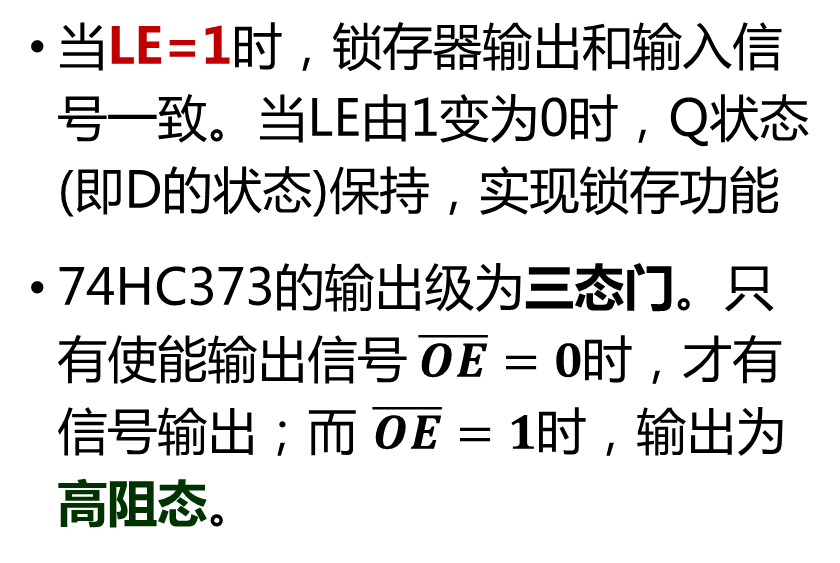 • 当LE=1时，锁存器输出和输入信
号一致。当LE由1变为0时，Q状态
(即D的状态)保持，实现锁存功能
• 74HC373的输出级为三态门。只
有使能输出信号 $\overline{OE}=0$时，才有
信号输出；而 $\overline{OE}=1$时，输出为
高阻态。